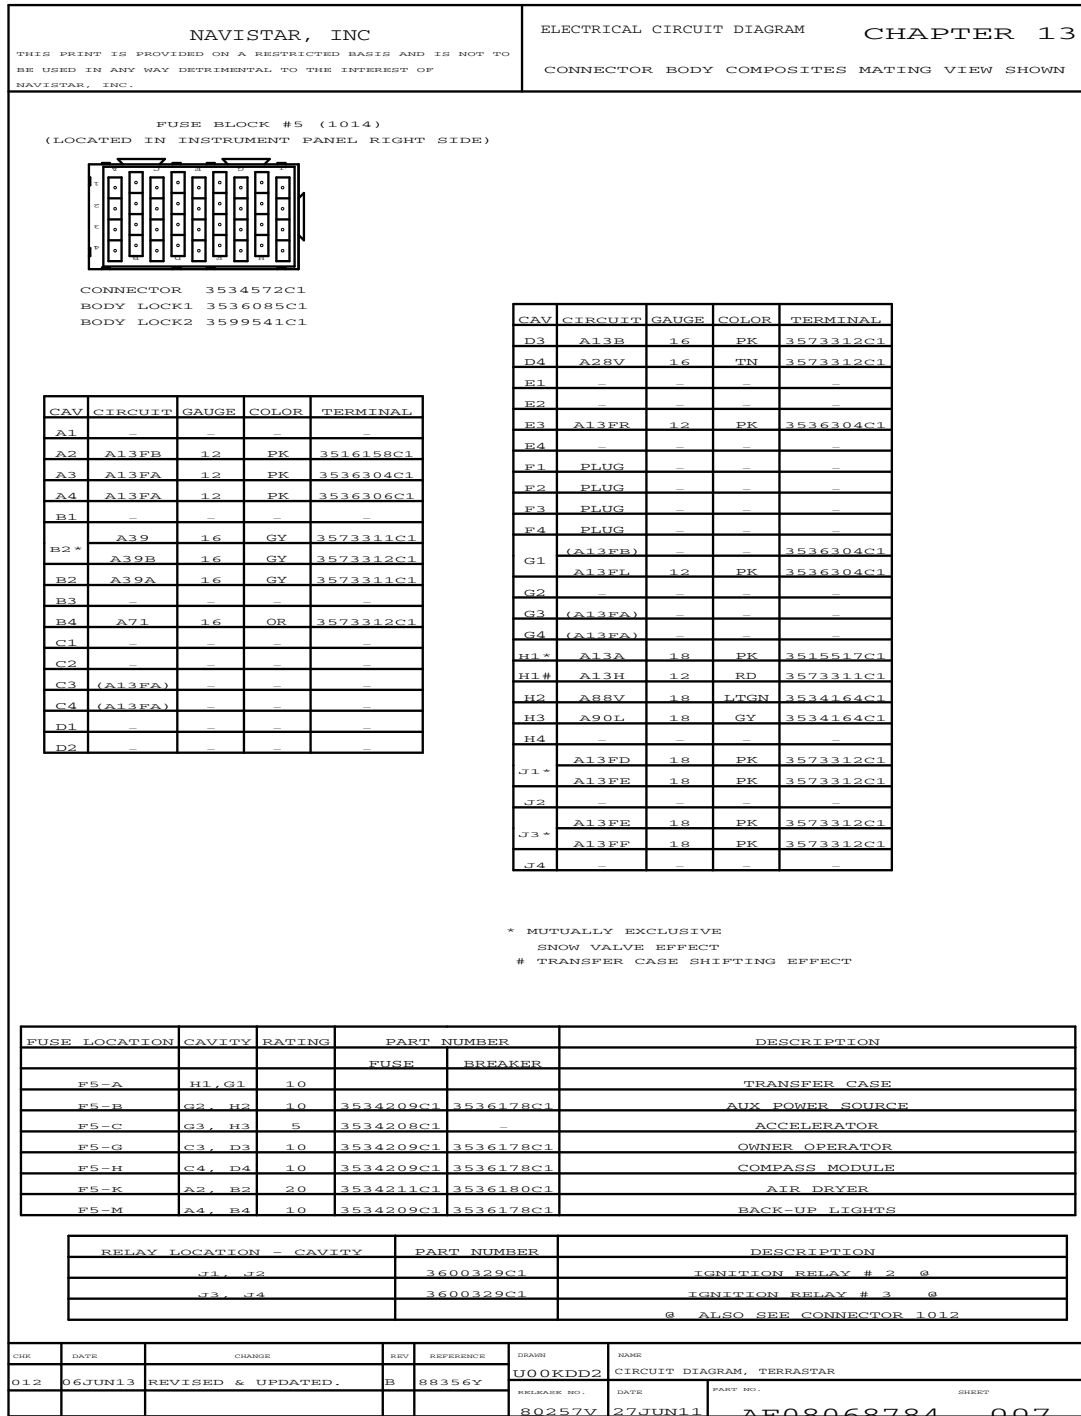 NAVISTAR, INC
THIS PRINT IS PROVIDED ON A RESTRICTED BASIS AND IS NOT TO
BE USED IN ANY WAY DETRIMENTAL TO THE INTEREST OF
NAVISTAR, INC.
ELECTRICAL CIRCUIT DIAGRAM CHAPTER 13
CONNECTOR BODY COMPOSITES MATING VIEW SHOWN
FUSE BLOCK #5 (1014)
(LOCATED IN INSTRUMENT PANEL RIGHT SIDE)
A C E G J
1
2
3
4
B D F H
CONNECTOR 3534572C1
BODY LOCK1 3536085C1
BODY LOCK2 3599541C1
CAV CIRCUIT GAUGE COLOR TERMINAL
A1 – – – –
A2 A13FB 12 PK 3516158C1
A3 A13FA 12 PK 3536304C1
A4 A13FA 12 PK 3536306C1
B1 – – – –
B2* A39 16 GY 3573311C1
A39B 16 GY 3573312C1
B2 A39A 16 GY 3573311C1
B3 – – – –
B4 A71 16 OR 3573312C1
C1 – – – –
C2 – – – –
C3 (A13FA) – – –
C4 (A13FA) – – –
D1 – – – –
D2 – – – –
CAV CIRCUIT GAUGE COLOR TERMINAL
D3 A13B 16 PK 3573312C1
D4 A28V 16 TN 3573312C1
E1 – – – –
E2 – – – –
E3 A13FR 12 PK 3536304C1
E4 – – – –
F1 PLUG – – –
F2 PLUG – – –
F3 PLUG – – –
F4 PLUG – – –
G1 (A13FB) – – 3536304C1
A13FL 12 PK 3536304C1
G2 – – – –
G3 (A13FA) – – –
G4 (A13FA) – – –
H1* A13A 18 PK 3515517C1
H1# A13H 12 RD 3573311C1
H2 A88V 18 LTGN 3534164C1
H3 A90L 18 GY 3534164C1
H4 – – – –
J1* A13FD 18 PK 3573312C1
A13FE 18 PK 3573312C1
J2 – – – –
J3* A13FE 18 PK 3573312C1
A13FF 18 PK 3573312C1
J4 – – – –
* MUTUALLY EXCLUSIVE
SNOW VALVE EFFECT
# TRANSFER CASE SHIFTING EFFECT
FUSE LOCATION CAVITY RATING PART NUMBER DESCRIPTION
FUSE BREAKER
F5-A H1,G1 10 TRANSFER CASE
F5-B G2, H2 10 3534209C1 3536178C1 AUX POWER SOURCE
F5-C G3, H3 5 3534208C1 – ACCELERATOR
F5-G C3, D3 10 3534209C1 3536178C1 OWNER OPERATOR
F5-H C4, D4 10 3534209C1 3536178C1 COMPASS MODULE
F5-K A2, B2 20 3534211C1 3536180C1 AIR DRYER
F5-M A4, B4 10 3534209C1 3536178C1 BACK-UP LIGHTS
RELAY LOCATION – CAVITY PART NUMBER DESCRIPTION
J1, J2 3600329C1 IGNITION RELAY # 2 @
J3, J4 3600329C1 IGNITION RELAY # 3 @
@ ALSO SEE CONNECTOR 1012
CHK DATE CHANGE REV REFERENCE DRAWN NAME
012 06JUN13 REVISED & UPDATED. B 88356Y U00KDD2 CIRCUIT DIAGRAM, TERRASTAR
RELEASE NO. DATE PART NO. SHEET
80257V 27JUN11 AE08068784 007